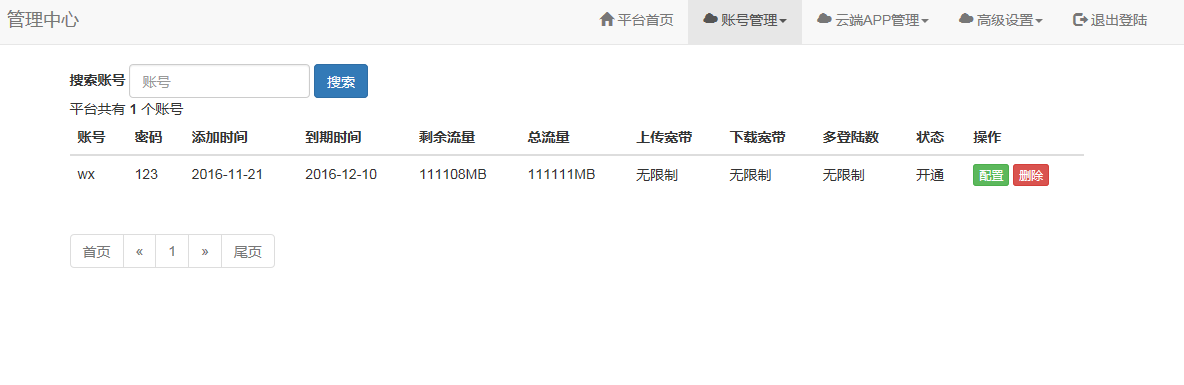 管理中心 平台首页 账号管理 云端APP管理 高级设置 退出登陆
搜索账号 账号 搜索
平台共有 1 个账号
账号 密码 添加时间 到期时间 剩余流量 总流量 上传宽带 下载宽带 多登陆数 状态 操作
wx 123 2016-11-21 2016-12-10 111108MB 111111MB 无限制 无限制 无限制 开通 配置 删除
首页 « 1 » 尾页